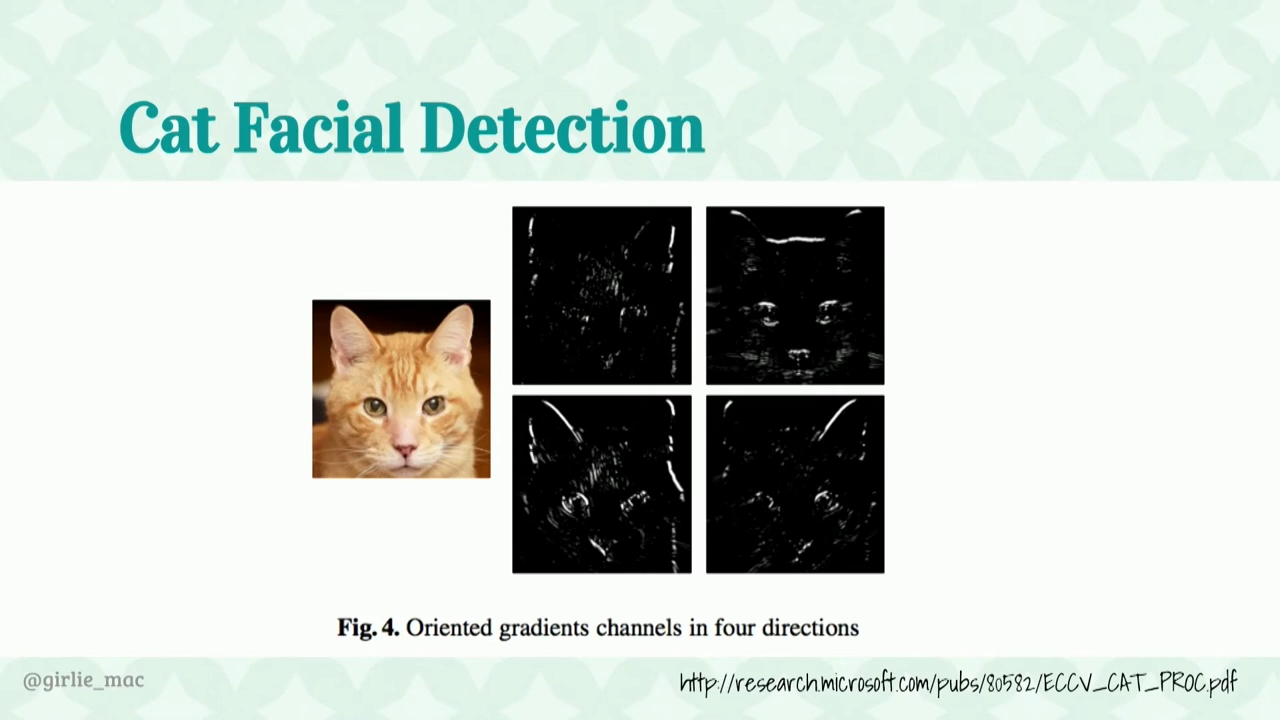 Cat Facial Detection
Fig. 4. Oriented gradients channels in four directions
@girlie_mac
http://research.microsoft.com/pubs/80582/ECCV_CAT_PROC.pdf